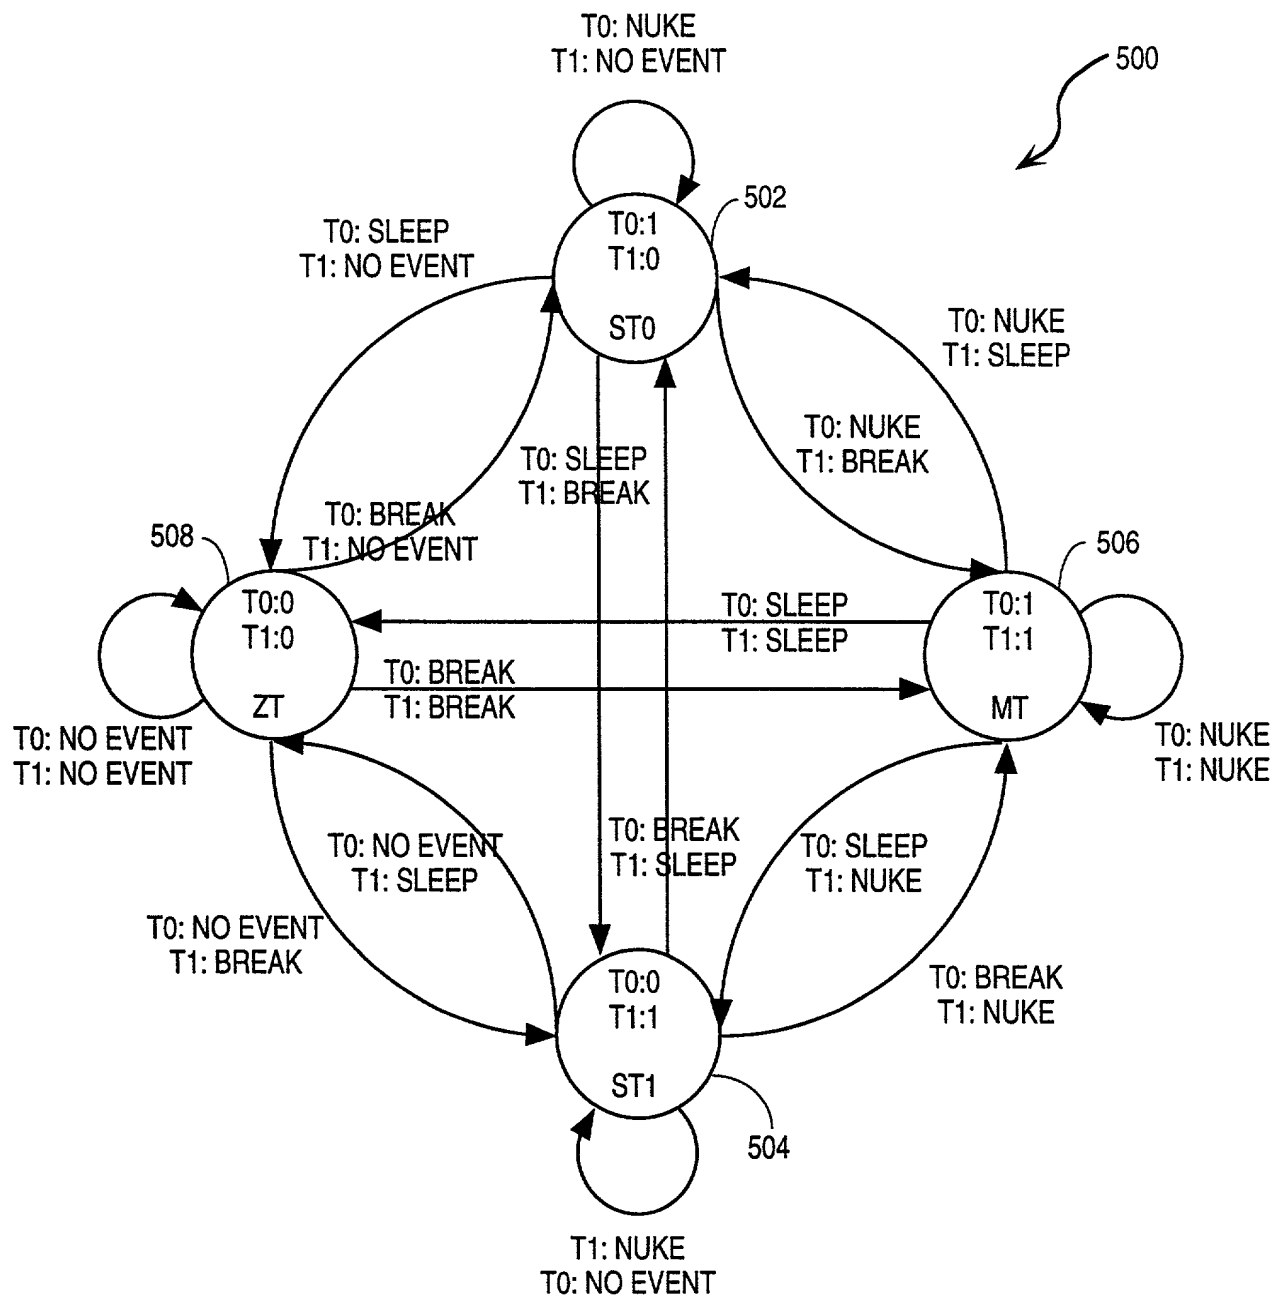 T0: NUKE
T1: NO EVENT
500
502
T0:1
T1:0
ST0
T0: SLEEP
T1: NO EVENT
T0: NUKE
T1: SLEEP
T0: NUKE
T1: BREAK
T0: SLEEP
T1: BREAK
T0: BREAK
T1: NO EVENT
508
506
T0:0
T1:0
ZT
T0:1
T1:1
MT
T0: SLEEP
T1: SLEEP
T0: BREAK
T1: BREAK
T0: NO EVENT
T1: NO EVENT
T0: NUKE
T1: NUKE
T0: NO EVENT
T1: SLEEP
T0: BREAK
T1: SLEEP
T0: SLEEP
T1: NUKE
T0: NO EVENT
T1: BREAK
T0: BREAK
T1: NUKE
T0:0
T1:1
ST1
504
T1: NUKE
T0: NO EVENT